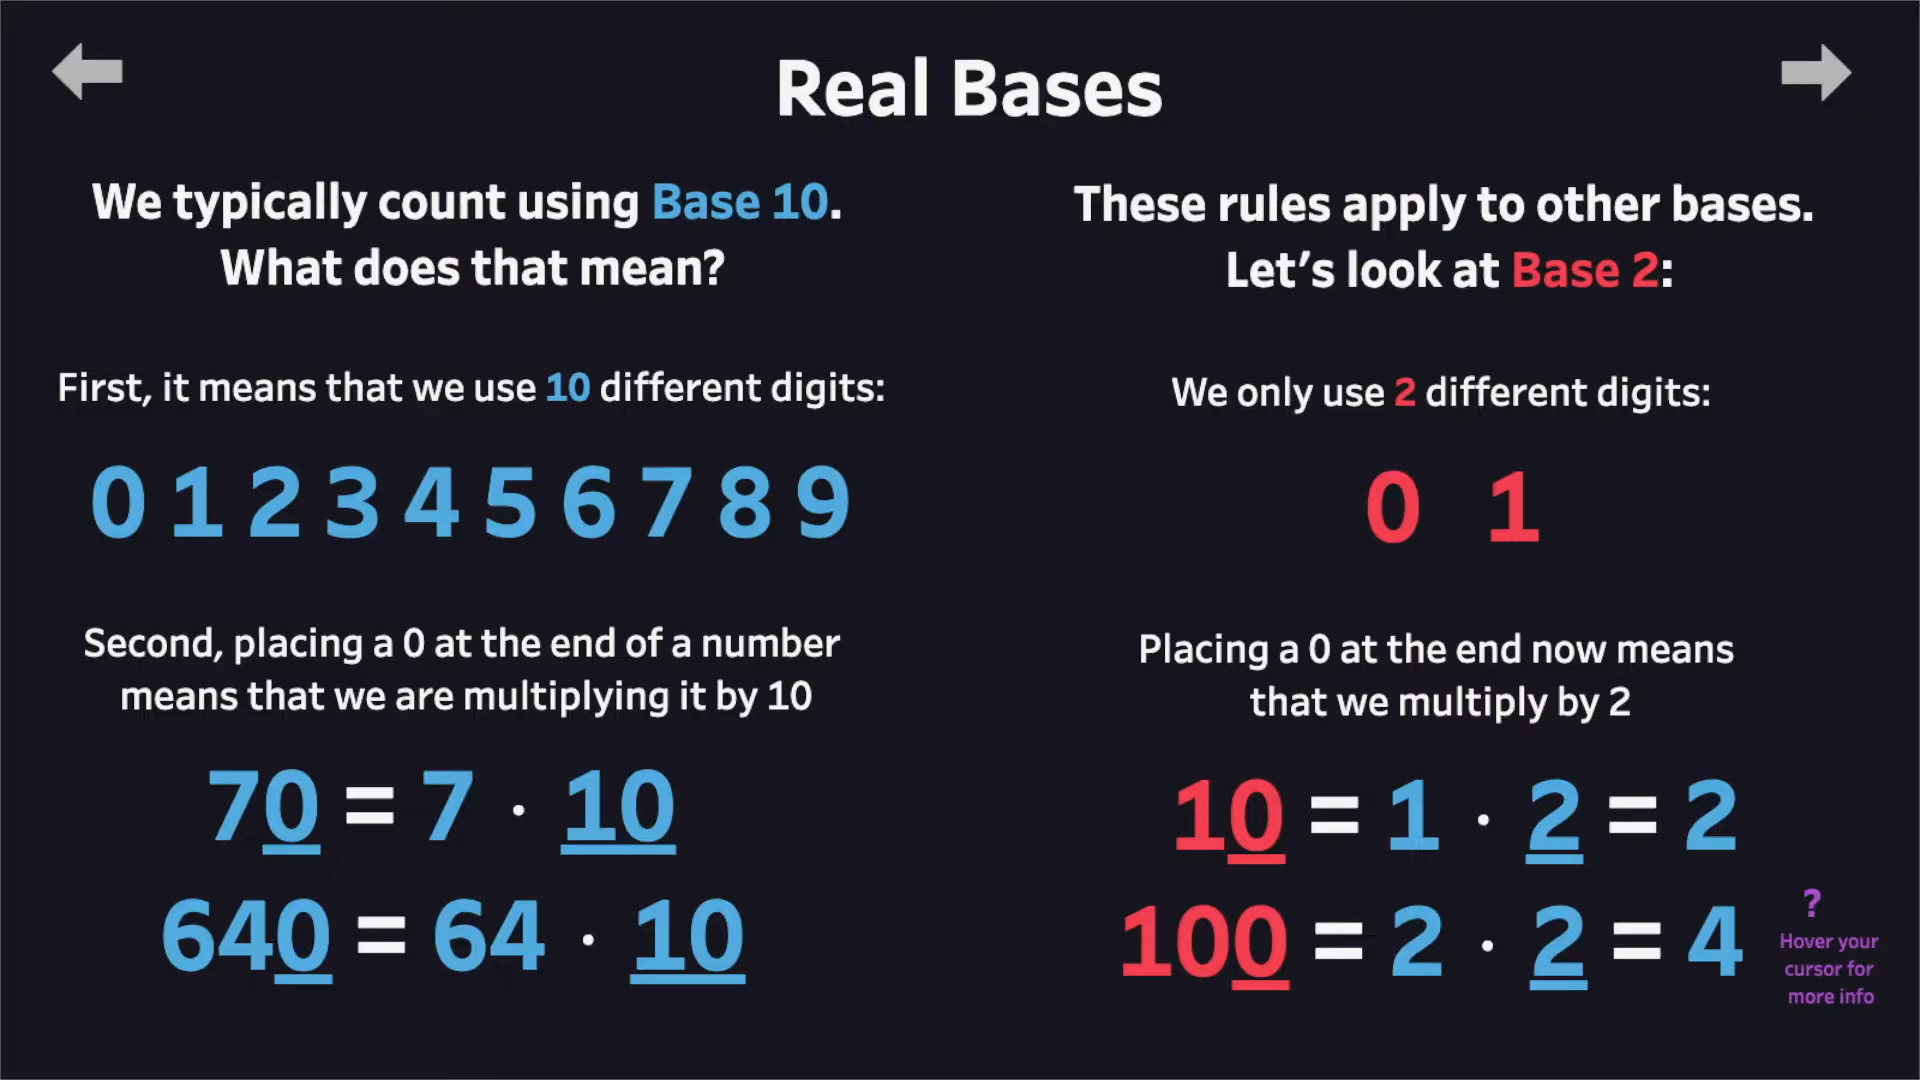 Real Bases
We typically count using Base 10.
What does that mean?
First, it means that we use 10 different digits:
0 1 2 3 4 5 6 7 8 9
Second, placing a 0 at the end of a number
means that we are multiplying it by 10
70 = 7 · 10
640 = 64 · 10
These rules apply to other bases.
Let’s look at Base 2:
We only use 2 different digits:
0 1
Placing a 0 at the end now means
that we multiply by 2
10 = 1 · 2 = 2
100 = 2 · 2 = 4
?
Hover your
cursor for
more info